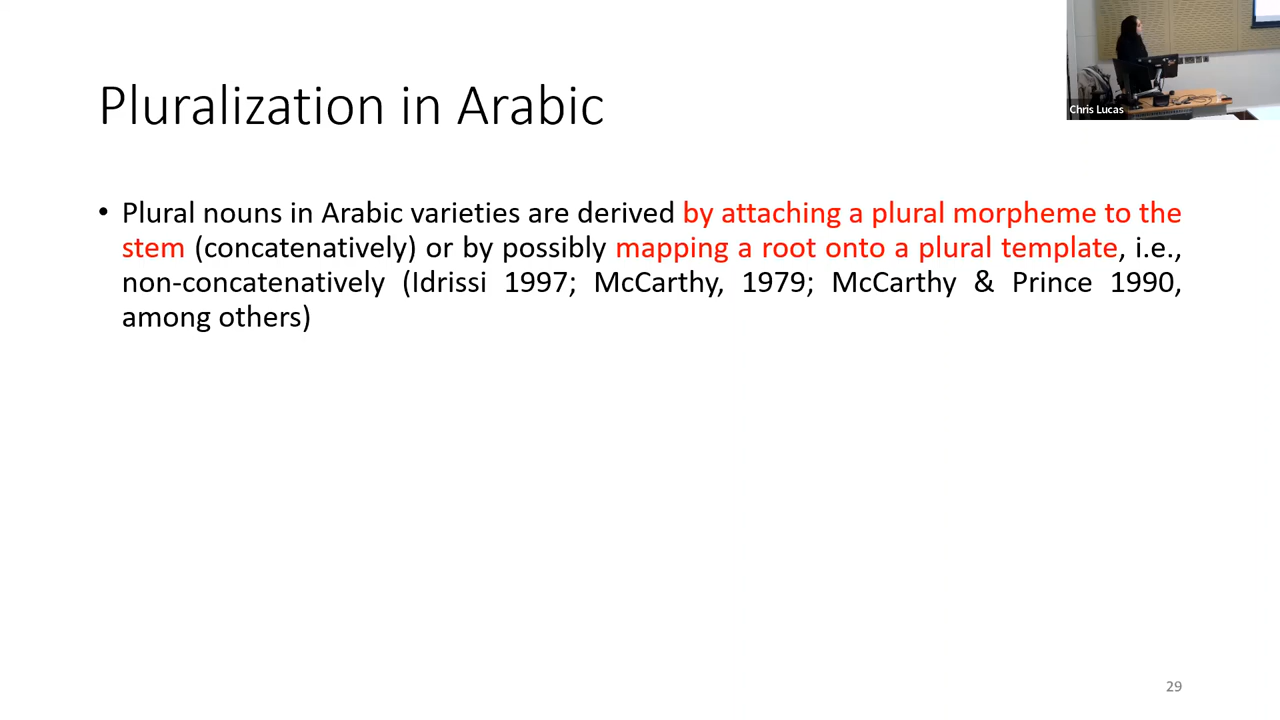 Chris Lucas
Pluralization in Arabic
• Plural nouns in Arabic varieties are derived by attaching a plural morpheme to the
stem (concatenatively) or by possibly mapping a root onto a plural template, i.e.,
non-concatenatively (Idrissi 1997; McCarthy, 1979; McCarthy & Prince 1990,
among others)
29